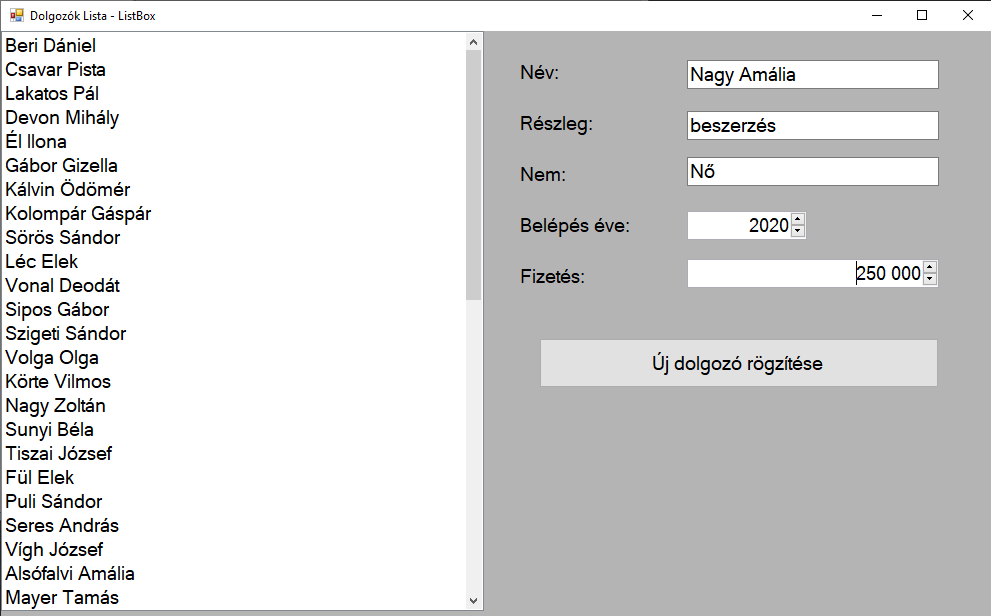 Dolgozók Lista - ListBox
Beri Dániel
Csavar Pista
Lakatos Pál
Devon Mihály
Él Ilona
Gábor Gizella
Kálvin Ödömér
Kolompár Gáspár
Sörös Sándor
Léc Elek
Vonal Deodát
Sipos Gábor
Szigeti Sándor
Volga Olga
Körte Vilmos
Nagy Zoltán
Sunyi Béla
Tiszai József
Fül Elek
Puli Sándor
Seres András
Vígh József
Alsófalvi Amália
Mayer Tamás
Név: Nagy Amália
Részleg: beszerzés
Nem: Nő
Belépés éve: 2020
Fizetés: 250 000
Új dolgozó rögzítése